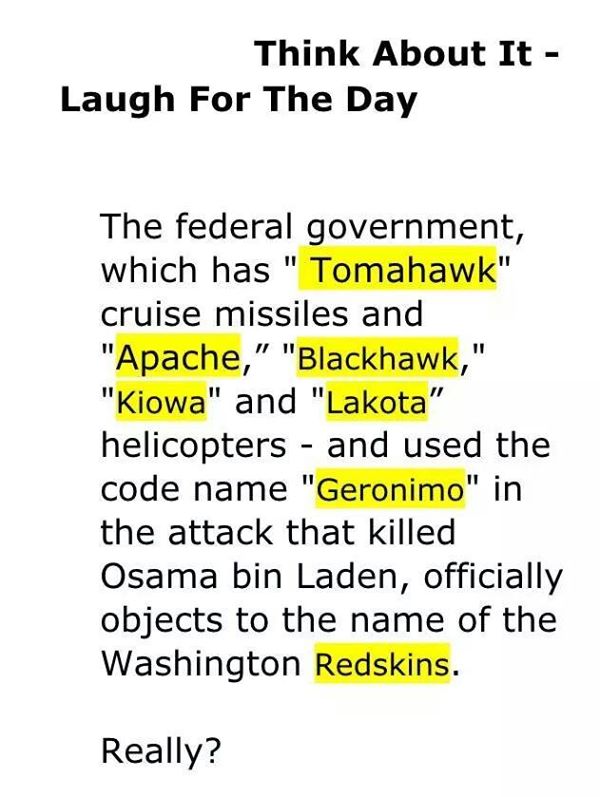 Think About It -
Laugh For The Day
The federal government,
which has " Tomahawk"
cruise missiles and
"Apache,” "Blackhawk,"
"Kiowa" and "Lakota”
helicopters - and used the
code name "Geronimo" in
the attack that killed
Osama bin Laden, officially
objects to the name of the
Washington Redskins.
Really?